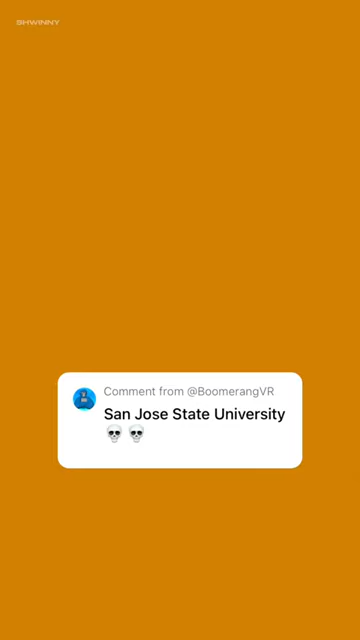 SHWINNY
Comment from @BoomerangVR
San Jose State University
💀💀